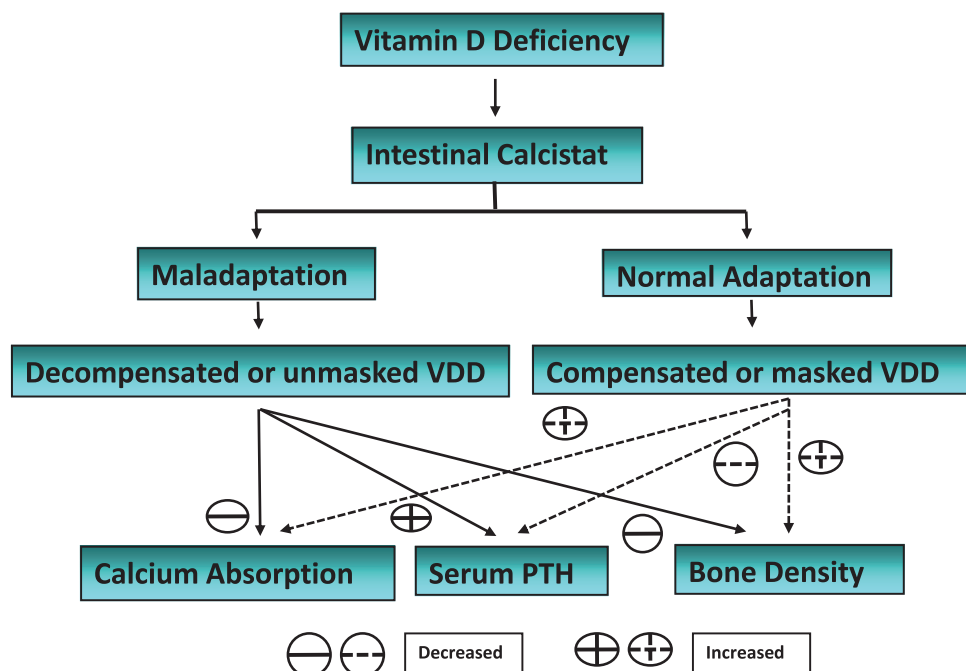 Vitamin D Deficiency
Intestinal Calcistat
Maladaptation
Normal Adaptation
Decompensated or unmasked VDD
Compensated or masked VDD
Calcium Absorption
Serum PTH
Bone Density
Decreased
Increased